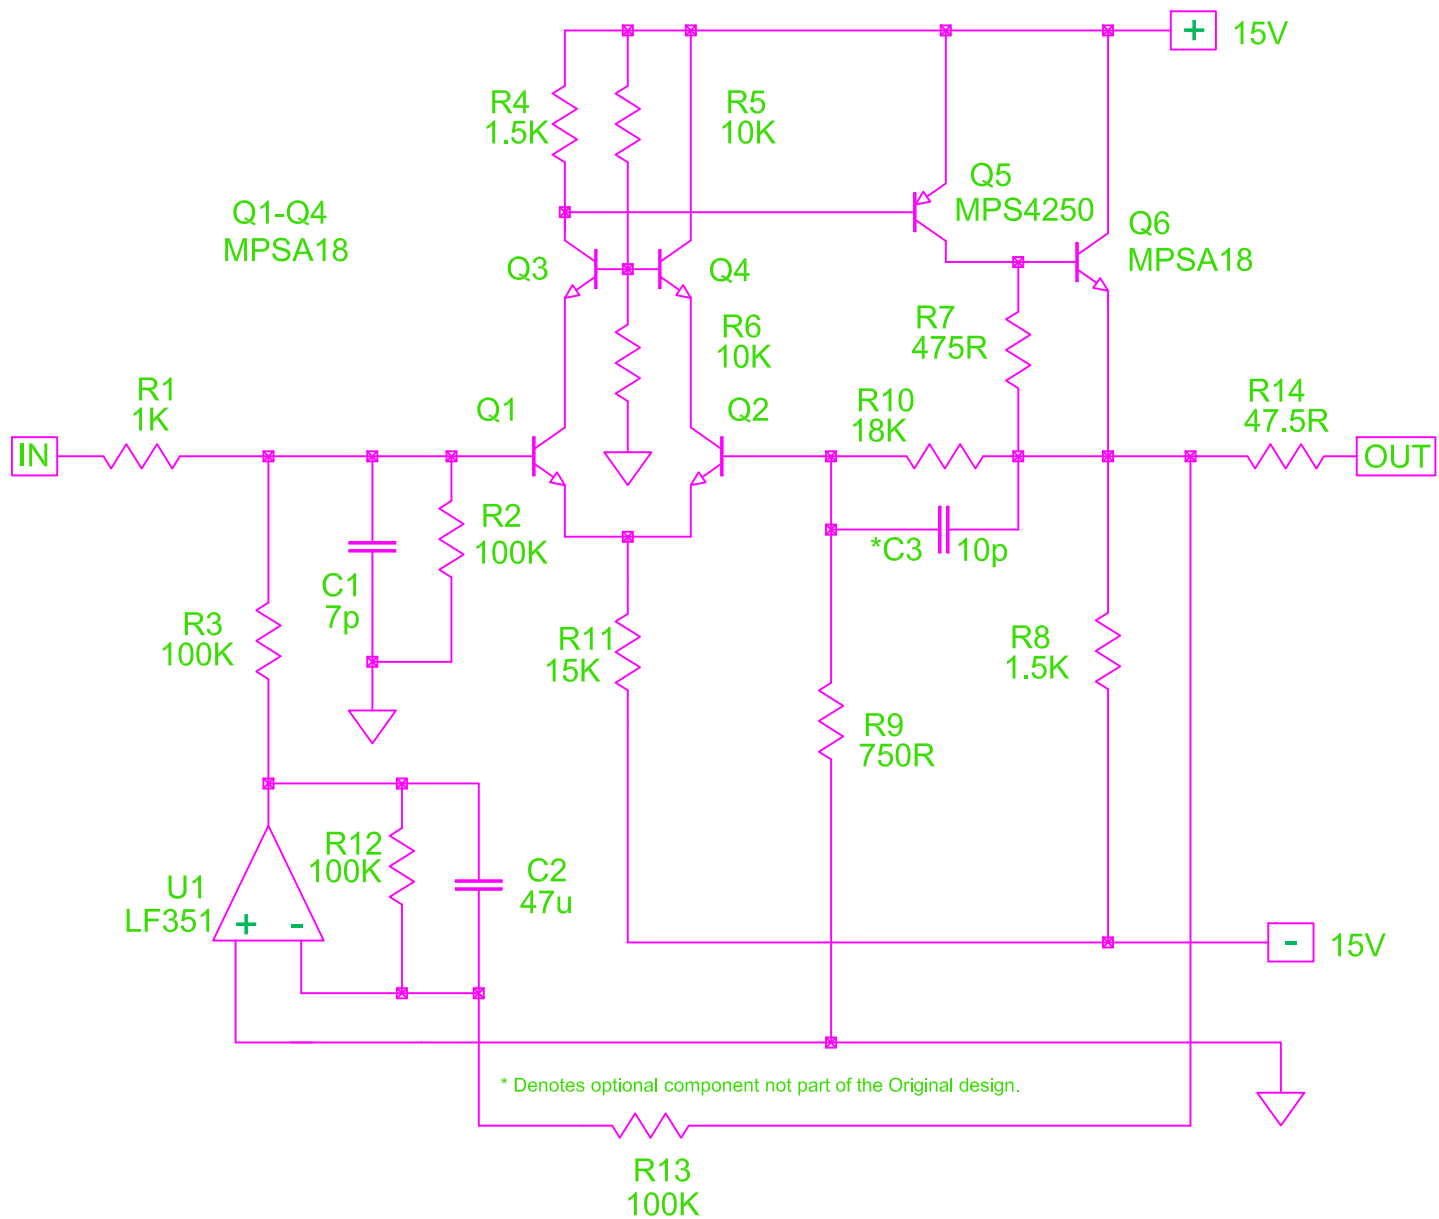 + 15V
R4
1.5K
R5
10K
Q5
MPS4250
Q1-Q4
MPSA18
Q6
MPSA18
Q3
Q4
R6
10K
R7
475R
R1
1K
Q1
Q2
R10
18K
R14
47.5R
IN
OUT
R2
100K
*C3 10p
C1
7p
R3
100K
R11
15K
R8
1.5K
R9
750R
R12
100K
C2
47u
U1
LF351
+ -
- 15V
* Denotes optional component not part of the Original design.
R13
100K